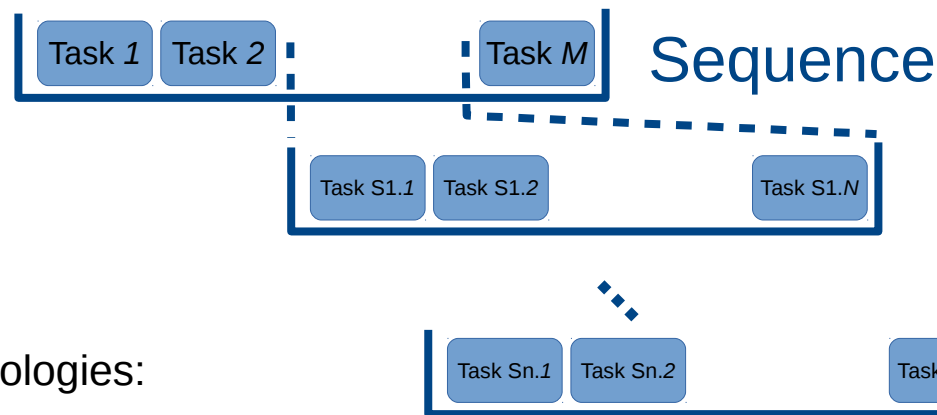 Task 1 Task 2 Task M Sequence
Task S1.1 Task S1.2 Task S1.N
Task Sn.1 Task Sn.2 Task
ologies: